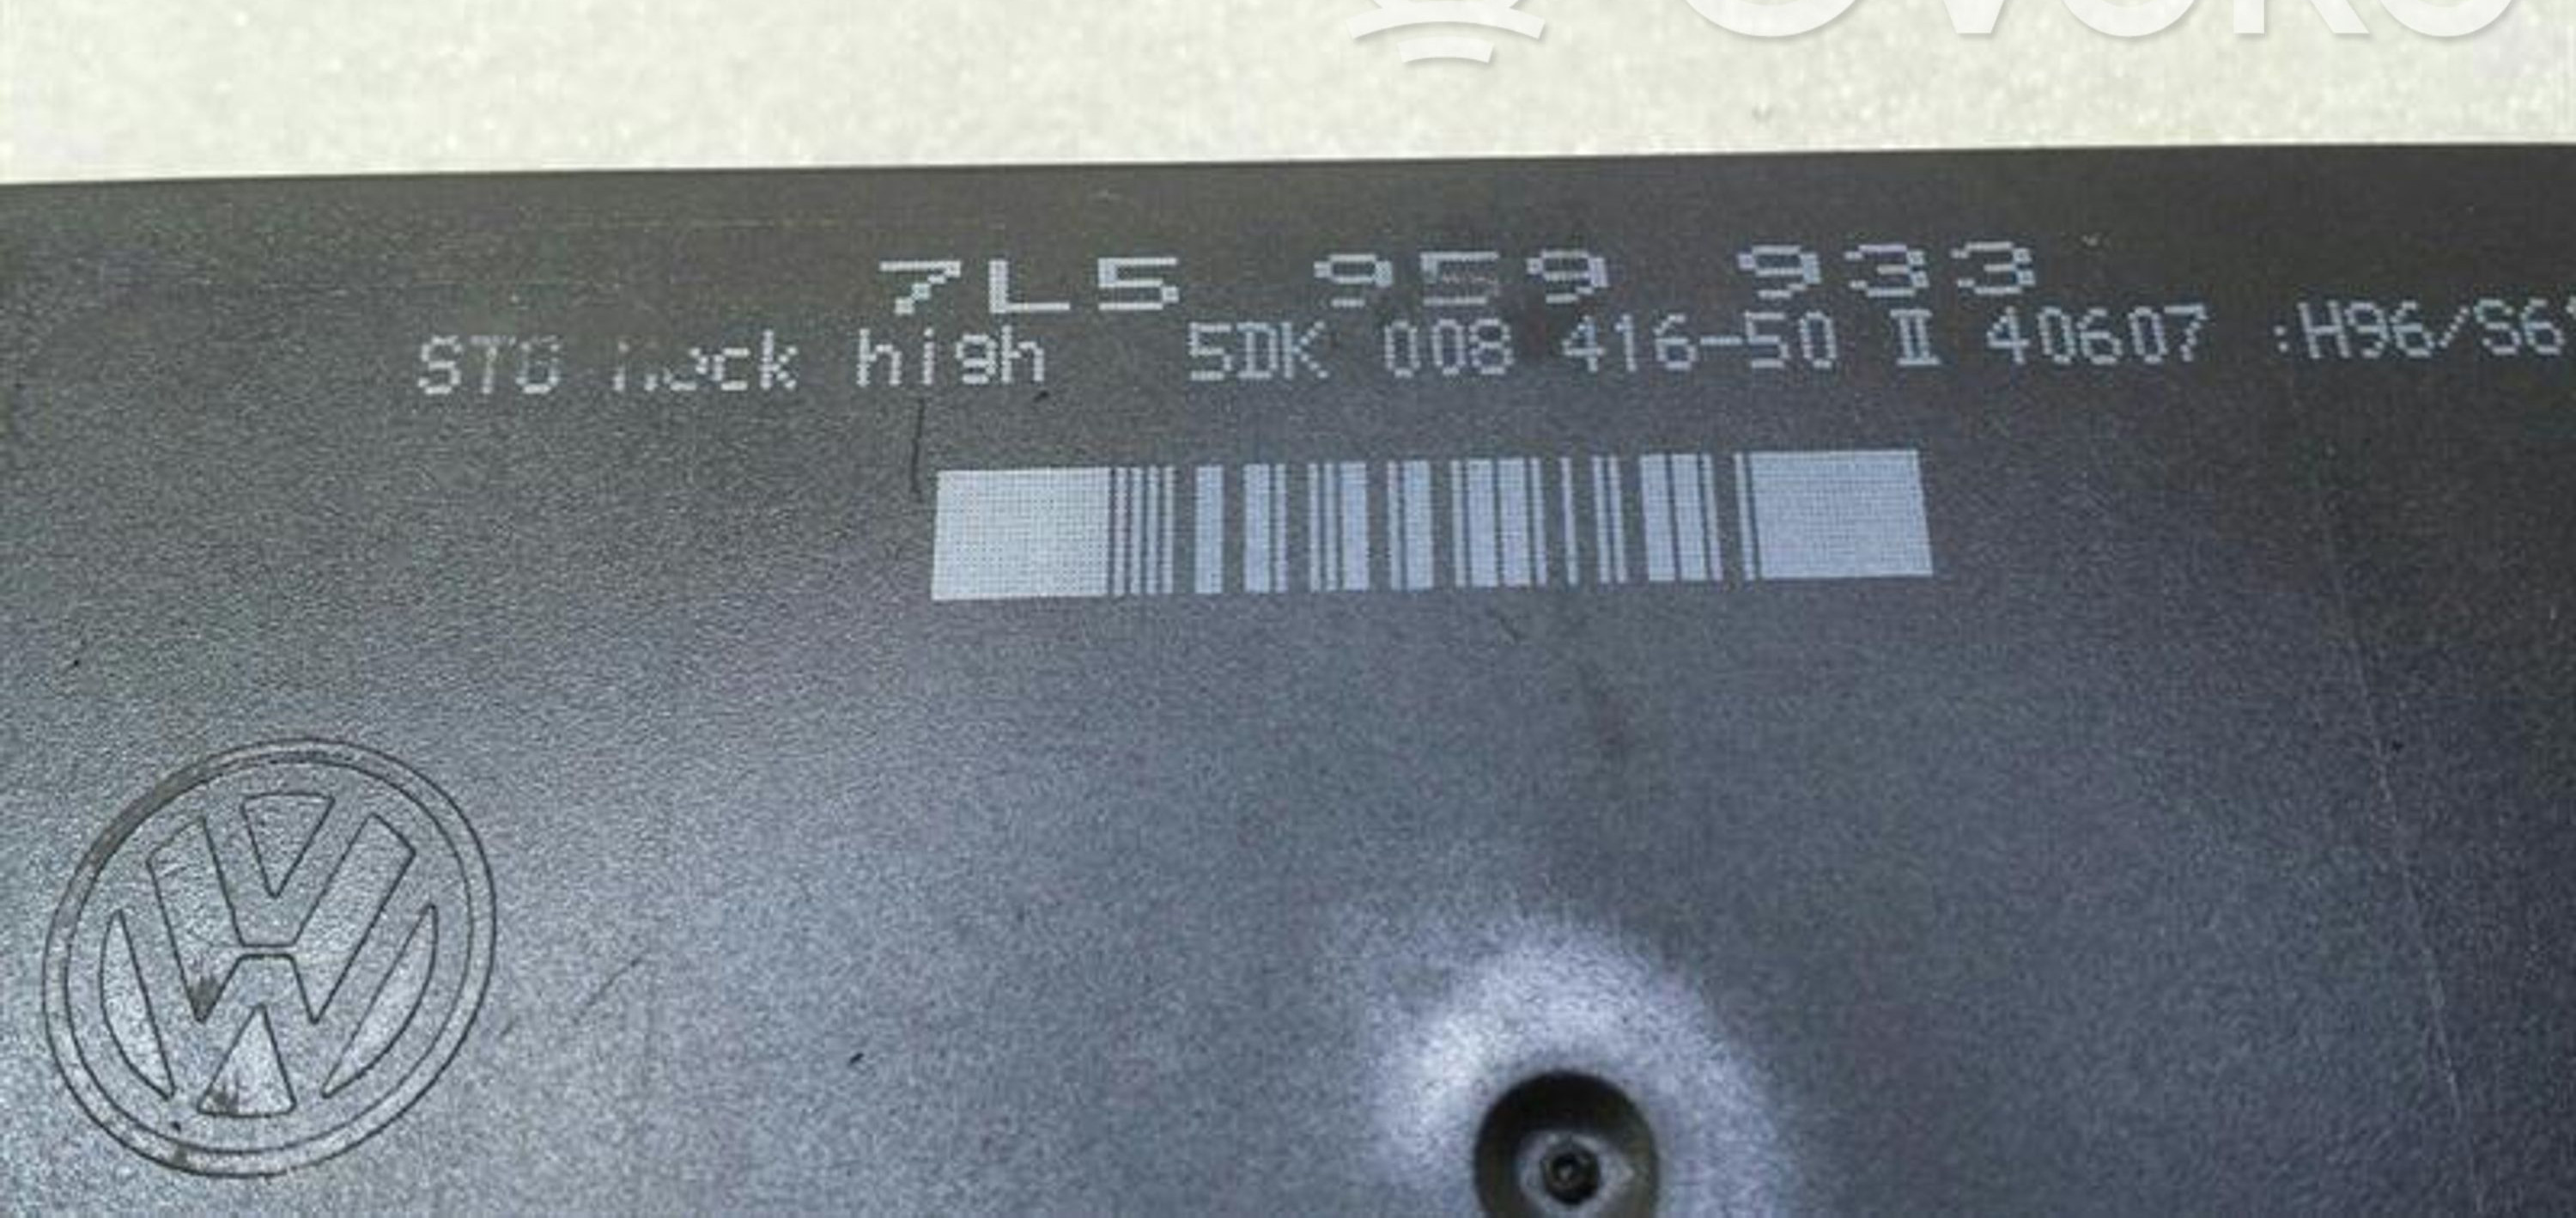 7L5 959 933
STG high 5DK 008 416-50 II 40607 :H96/S6